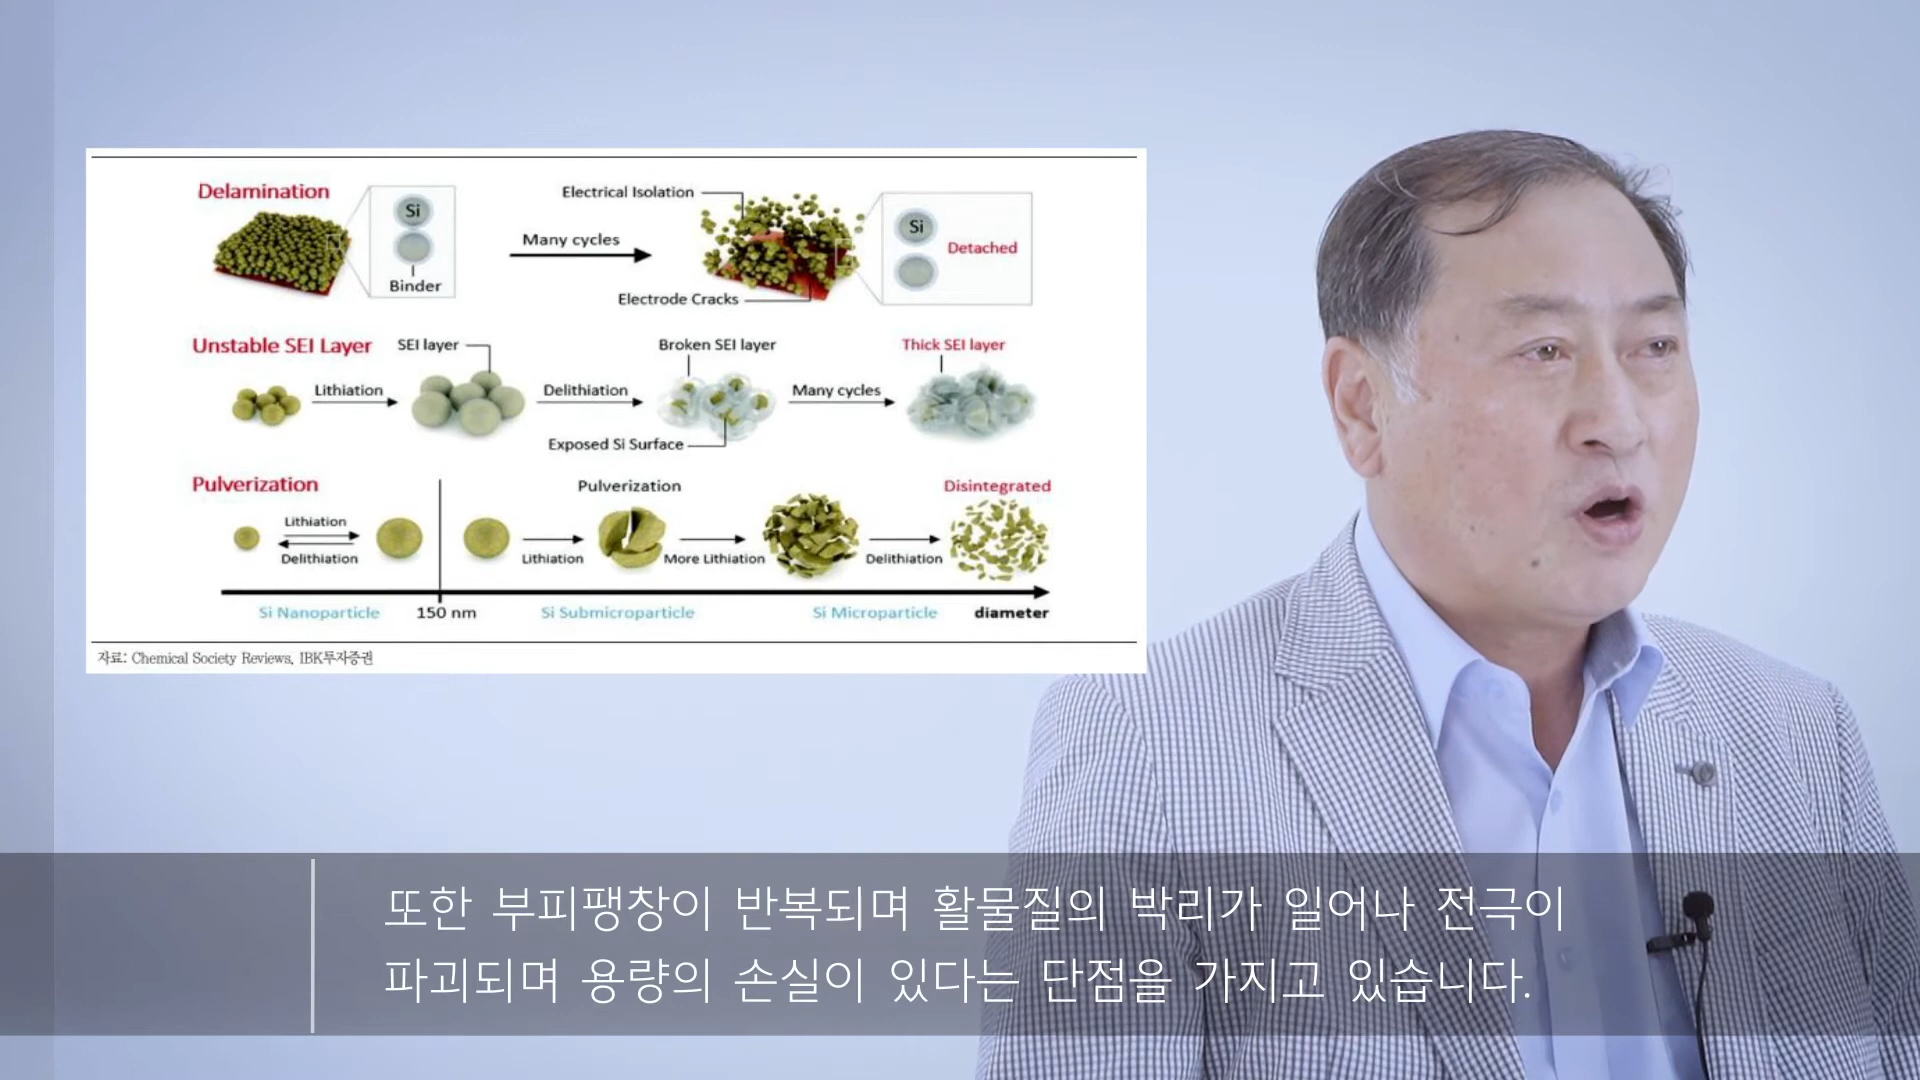 Delamination
Si
Binder
Many cycles
Electrical Isolation
Electrode Cracks
Si
Detached
Unstable SEI Layer
SEI layer
Lithiation
Delithiation
Broken SEI layer
Exposed Si Surface
Many cycles
Thick SEI layer
Pulverization
Lithiation
Delithiation
Lithiation
Pulverization
More Lithiation
Delithiation
Disintegrated
Si Nanoparticle
150 nm
Si Submicroparticle
Si Microparticle
diameter
자료: Chemical Society Reviews, IBK투자증권
또한 부피팽창이 반복되며 활물질의 박리가 일어나 전극이
파괴되며 용량의 손실이 있다는 단점을 가지고 있습니다.